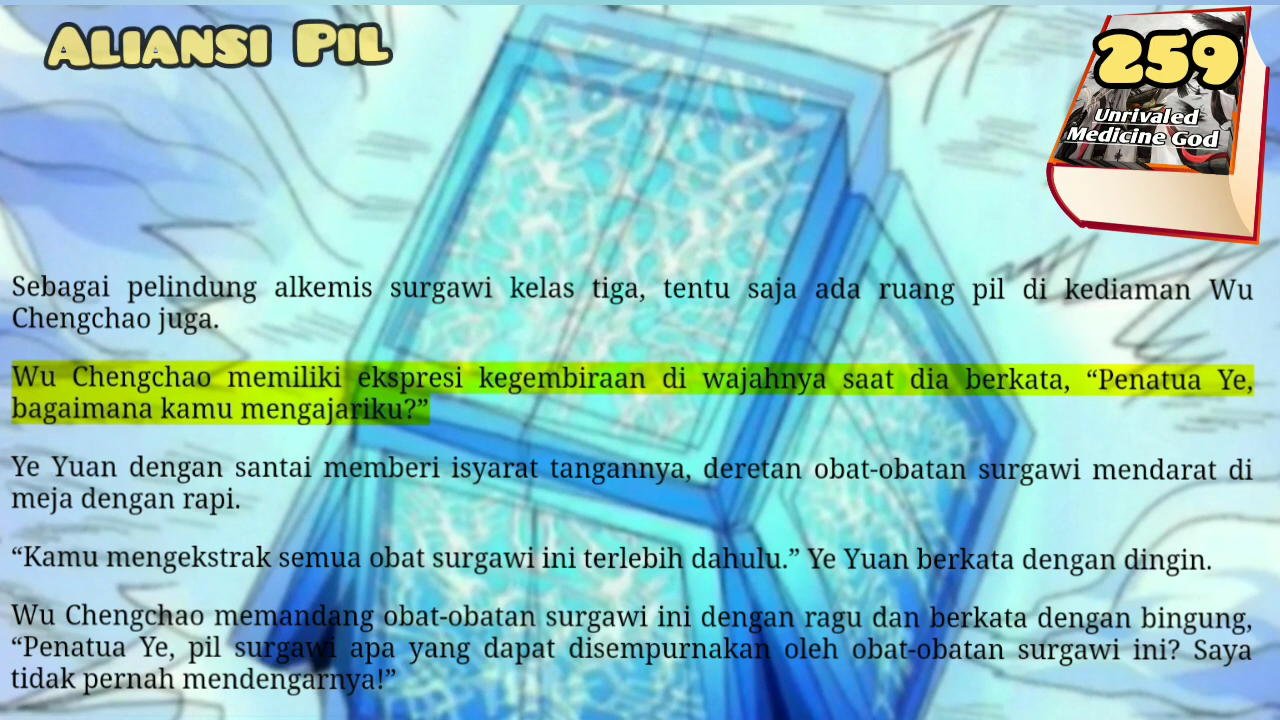 Aliansi Pil
259
Unrivaled
Medicine God
Sebagai pelindung alkemis surgawi kelas tiga, tentu saja ada ruang pil di kediaman Wu
Chengchao juga.
Wu Chengchao memiliki ekspresi kegembiraan di wajahnya saat dia berkata, “Penatua Ye,
bagaimana kamu mengajariku?”
Ye Yuan dengan santai memberi isyarat tangannya, deretan obat-obatan surgawi mendarat di
meja dengan rapi.
“Kamu mengekstrak semua obat surgawi ini terlebih dahulu.” Ye Yuan berkata dengan dingin.
Wu Chengchao memandang obat-obatan surgawi ini dengan ragu dan berkata dengan bingung,
“Penatua Ye, pil surgawi apa yang dapat disempurnakan oleh obat-obatan surgawi ini? Saya
tidak pernah mendengarnya!”